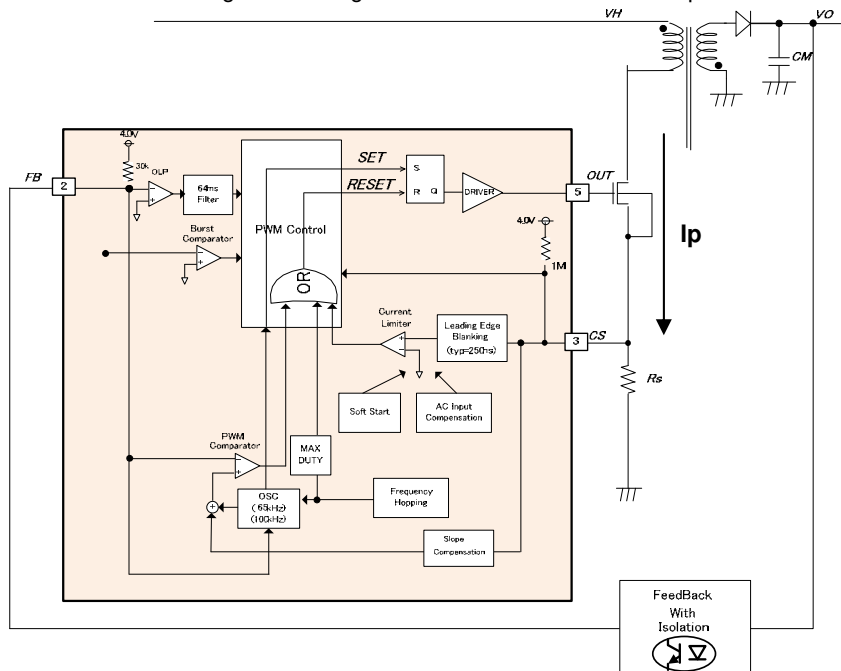 VH
VO
CM
4.0V
30k
OLP
FB
2
64ms
Filter
SET
RESET
S
R
Q
DRIVER
5
OUT
Burst
Comparator
PWM Control
OR
4.0V
1M
Ip
Current
Limiter
Leading Edge
Blanking
(typ=250ns)
3
CS
Rs
Soft Start
AC Input
Compensation
PWM
Comparator
MAX
DUTY
+
OSC
(65kHz)
(100kHz)
Frequency
Hopping
Slope
Compensation
FeedBack
With
Isolation